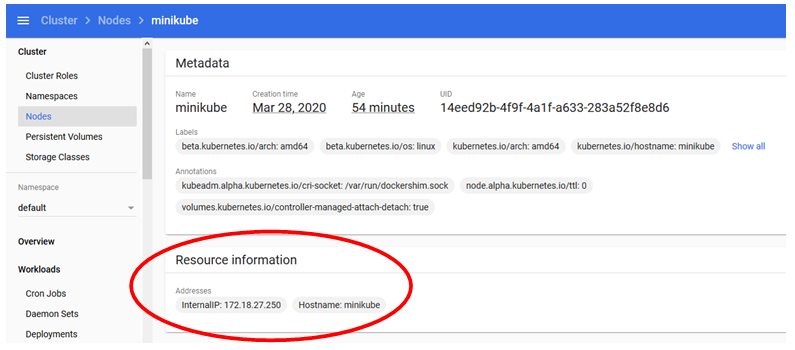 Cluster > Nodes > minikube
Cluster
Cluster Roles
Namespaces
Nodes
Persistent Volumes
Storage Classes
Namespace
default
Overview
Workloads
Cron Jobs
Daemon Sets
Deployments
Metadata
Name Creation time Age UID
minikube Mar 28, 2020 54 minutes 14eed92b-4f9f-4a1f-a633-283a52f8e8d6
Labels
beta.kubernetes.io/arch: amd64 beta.kubernetes.io/os: linux kubernetes.io/arch: amd64 kubernetes.io/hostname: minikube Show all
Annotations
kubeadm.alpha.kubernetes.io/cri-socket: /var/run/dockershim.sock node.alpha.kubernetes.io/ttl: 0
volumes.kubernetes.io/controller-managed-attach-detach: true
Resource information
Addresses
InternalIP: 172.18.27.250 Hostname: minikube